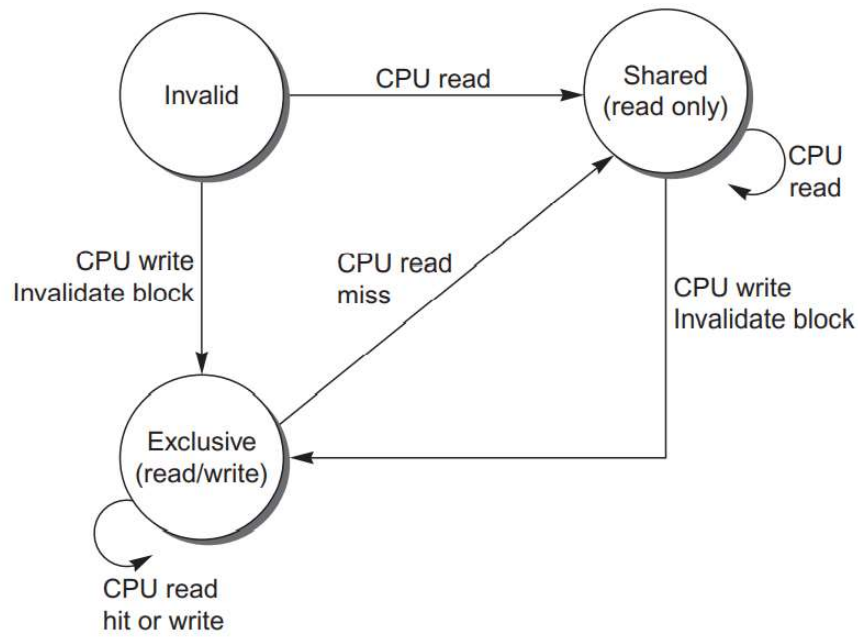 Invalid
CPU read
Shared
(read only)
CPU
read
CPU write
Invalidate block
CPU read
miss
CPU write
Invalidate block
Exclusive
(read/write)
CPU read
hit or write